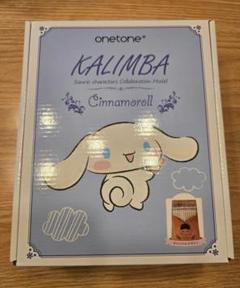 onetone®
KALIMBA
Sanrio characters Collaboration Model
Cinnamoroll